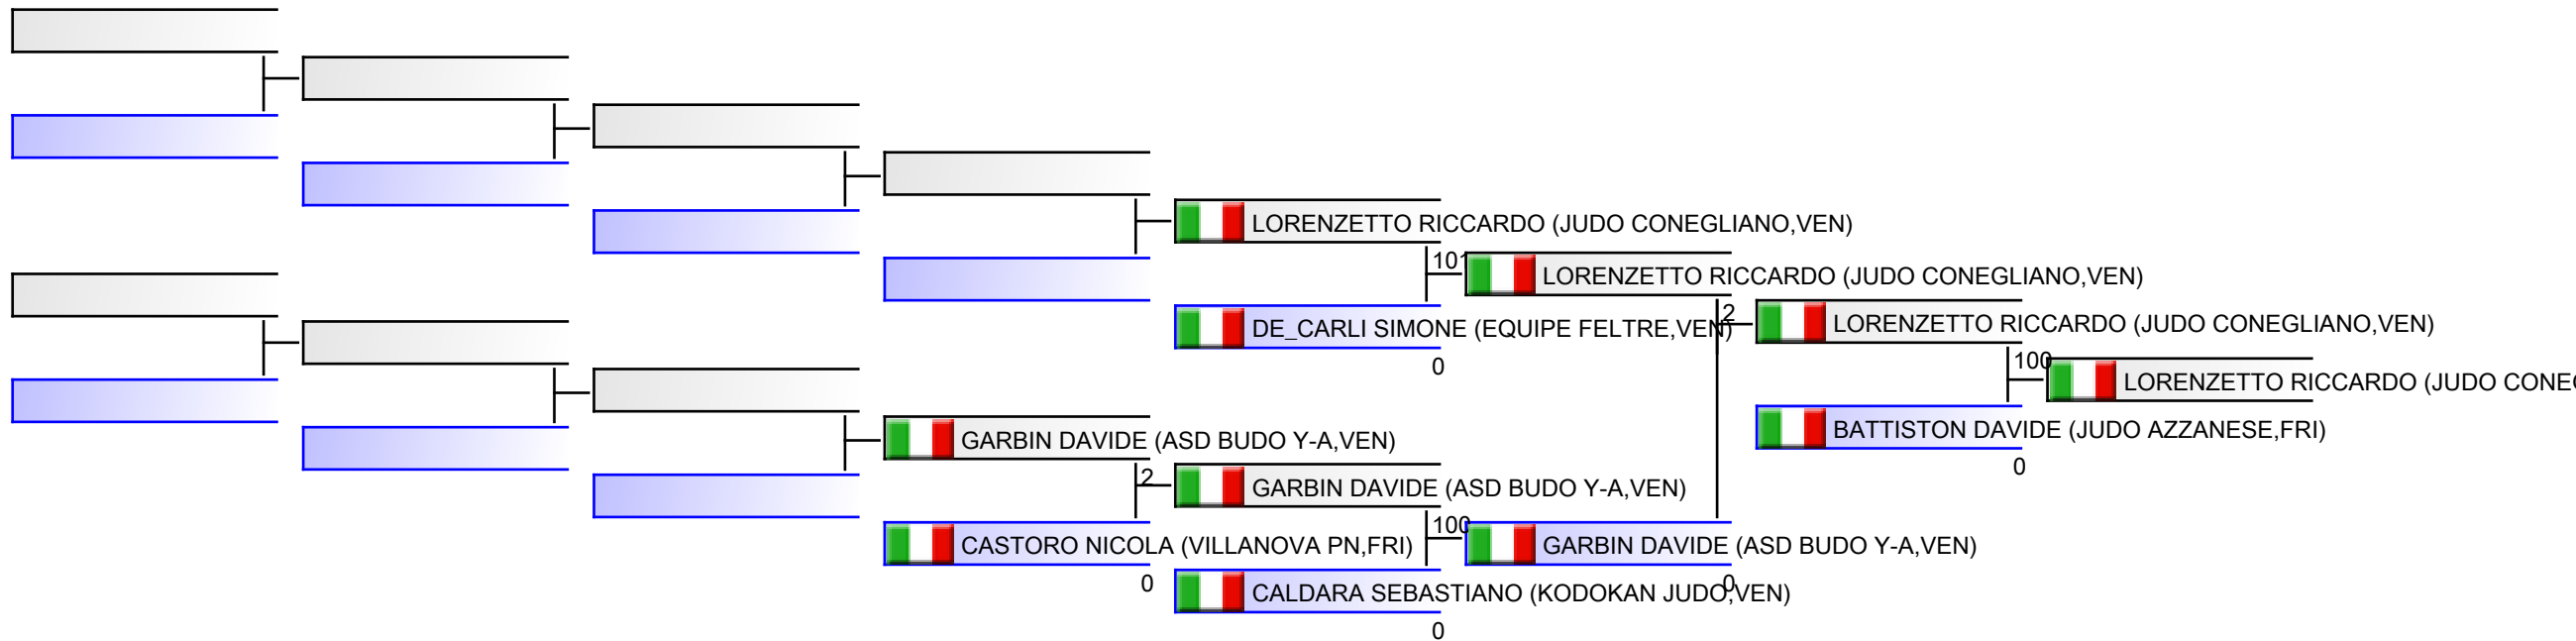 LORENZETTO RICCARDO (JUDO CONEGLIANO,VEN)
101
LORENZETTO RICCARDO (JUDO CONEGLIANO,VEN)
DE_CARLI SIMONE (EQUIPE FELTRE,VEN)
0
2
LORENZETTO RICCARDO (JUDO CONEGLIANO,VEN)
100
LORENZETTO RICCARDO (JUDO CONE
BATTISTON DAVIDE (JUDO AZZANESE,FRI)
0
GARBIN DAVIDE (ASD BUDO Y-A,VEN)
2
GARBIN DAVIDE (ASD BUDO Y-A,VEN)
CASTORO NICOLA (VILLANOVA PN,FRI)
0
100
GARBIN DAVIDE (ASD BUDO Y-A,VEN)
0
CALDARA SEBASTIANO (KODOKAN JUDO,VEN)
0